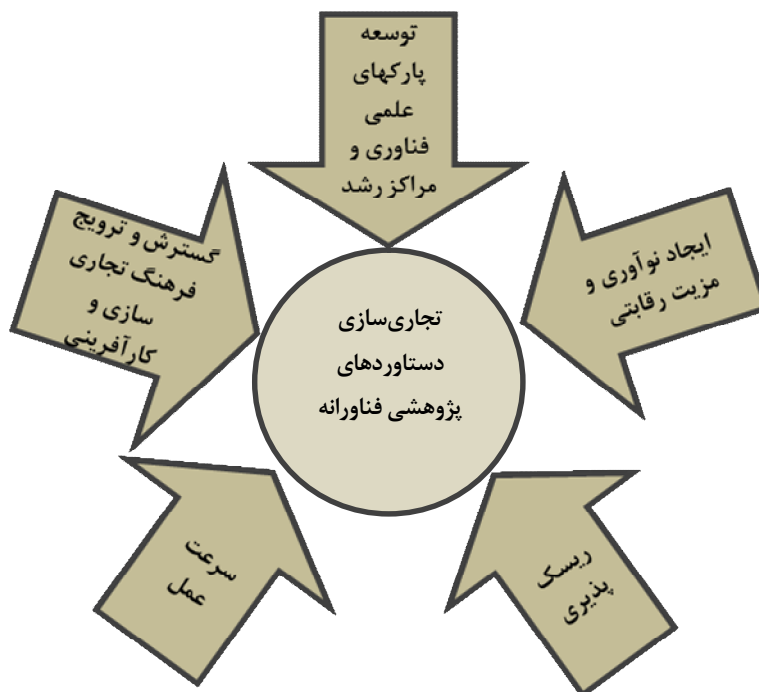 توسعه
پارکهای
علمی
فناوری و
مراکز رشد
ایجاد نوآوری و
مزیت رقابتی
گسترش و ترویج
فرهنگ تجاری
سازی و
کارآفرینی
تجاری‌سازی
دستاوردهای
پژوهشی فناورانه
ریسک
پذیری
سرعت
عمل